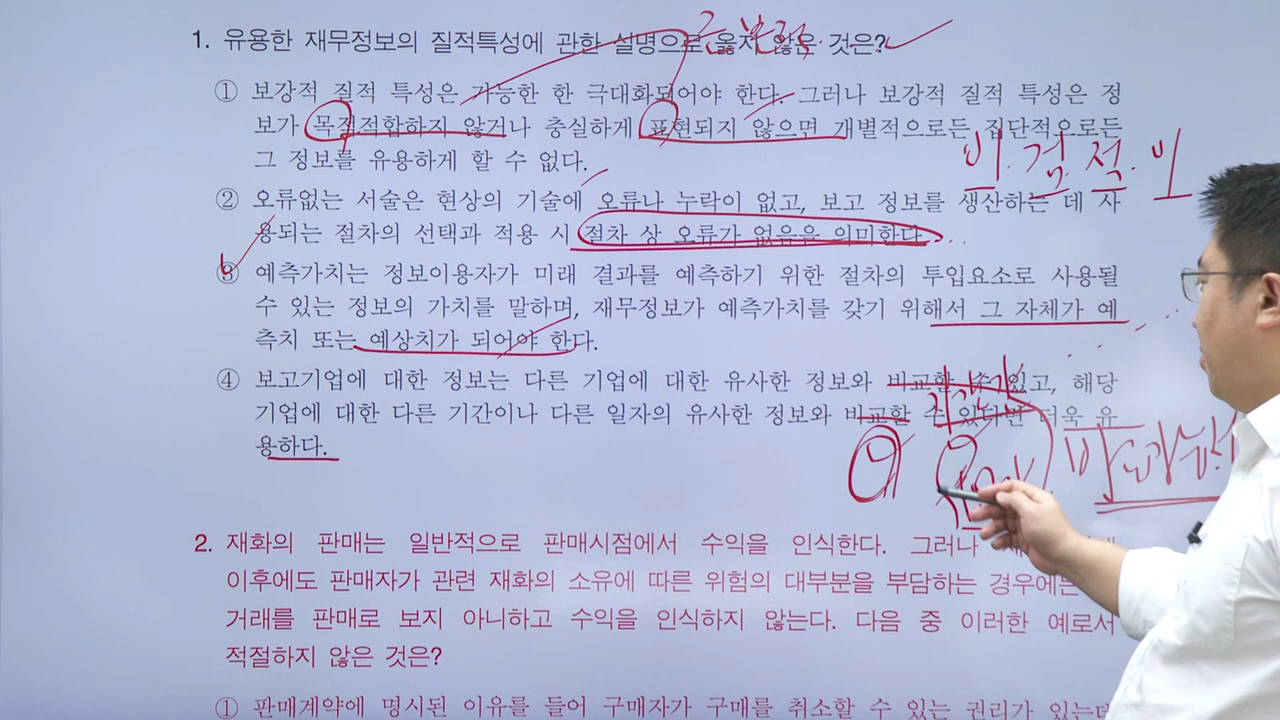 1. 유용한 재무정보의 질적특성에 관한 설명으로 옳지 않은 것은?
① 보강적 질적 특성은 가능한 한 극대화되어야 한다. 그러나 보강적 질적 특성은 정
보가 목적적합하지 않거나 충실하게 표현되지 않으면 개별적으로든 집단적으로든
그 정보를 유용하게 할 수 없다.
비. 검. 적. 이
② 오류없는 서술은 현상의 기술에 오류나 누락이 없고, 보고 정보를 생산하는 데 사
용되는 절차의 선택과 적용 시 절차 상 오류가 없음을 의미한다.
③ 예측가치는 정보이용자가 미래 결과를 예측하기 위한 절차의 투입요소로 사용될
수 있는 정보의 가치를 말하며, 재무정보가 예측가치를 갖기 위해서 그 자체가 예
측치 또는 예상치가 되어야 한다.
④ 보고기업에 대한 정보는 다른 기업에 대한 유사한 정보와 비교할 수 있고, 해당
기업에 대한 다른 기간이나 다른 일자의 유사한 정보와 비교할 수 있다면 더욱 유
용하다.
2. 재화의 판매는 일반적으로 판매시점에서 수익을 인식한다. 그러나
이후에도 판매자가 관련 재화의 소유에 따른 위험의 대부분을 부담하는 경우에는
거래를 판매로 보지 아니하고 수익을 인식하지 않는다. 다음 중 이러한 예로서
적절하지 않은 것은?
① 판매계약에 명시된 이유를 들어 구매자가 구매를 취소할 수 있는 권리가 있는데